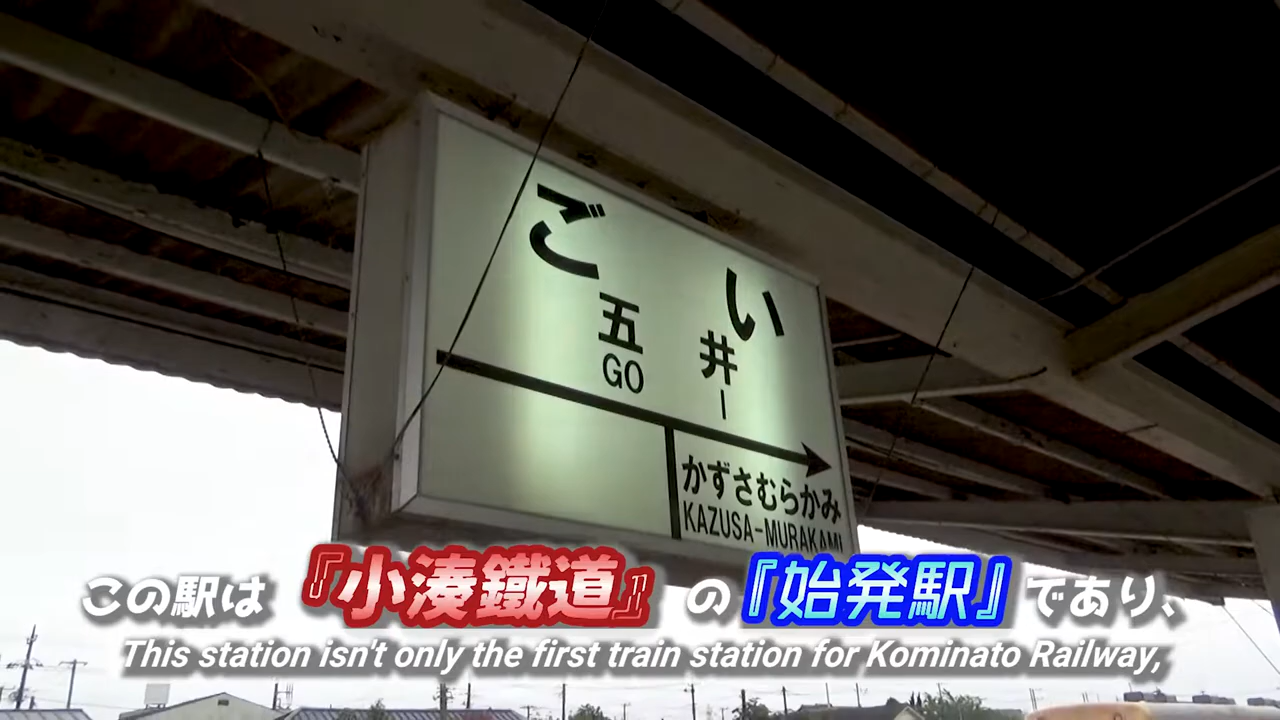 ごい
五井
GO I
かずさむらかみ
KAZUSA-MURAKAMI
この駅は『小湊鐵道』の『始発駅』であり、
This station isn't only the first train station for Kominato Railway,